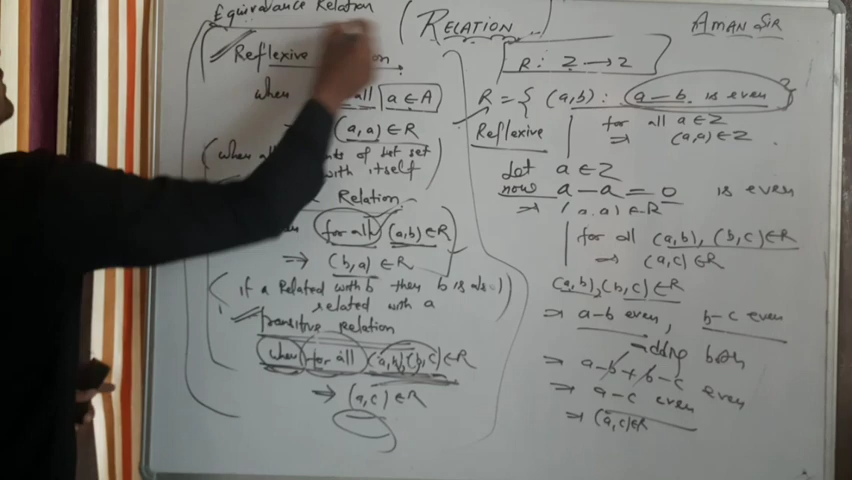 Equivalance Relation
( RELATION )
AMAN SIR
Reflexive
when all a ∈ A
(a,a) ∈ R
(when all of set
with itself)
Relation
for all (a,b) ∈ R
⇒ (b,a) ∈ R
(if a Related with b then b is also)
related with a
Transitive Relation
when for all (a,b), (b,c) ∈ R
⇒ (a,c) ∈ R
R : Z → Z
R = { (a,b) : a - b is even }
Reflexive
for all a ∈ Z
⇒ (a,a) ∈ Z.
Let a ∈ Z
now a - a = 0 is even
⇒ (a,a) ∈ R
for all (a,b), (b,c) ∈ R
⇒ (a,c) ∈ R
(a,b), (b,c) ∈ R
⇒ a-b even, b-c even
adding both
⇒ a-b+b-c even
⇒ a-c even
⇒ (a,c) ∈ R